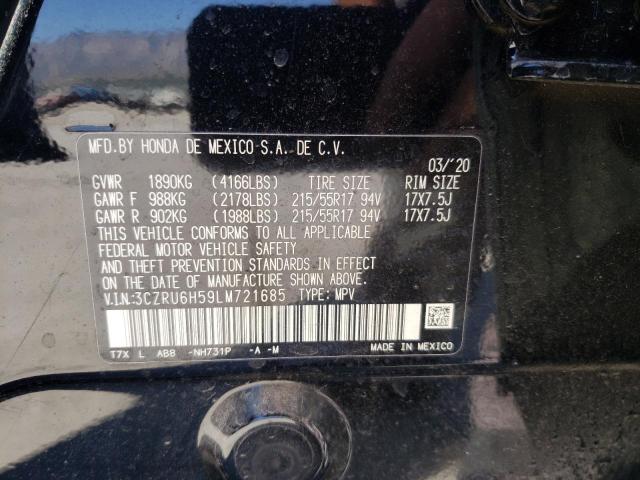 MFD.BY HONDA DE MEXICO S.A. DE C.V.
03/'20
GVWR 1890KG (4166LBS) TIRE SIZE RIM SIZE
GAWR F 988KG (2178LBS) 215/55R17 94V 17X7.5J
GAWR R 902KG (1988LBS) 215/55R17 94V 17X7.5J
THIS VEHICLE CONFORMS TO ALL APPLICABLE
FEDERAL MOTOR VEHICLE SAFETY
AND THEFT PREVENTION STANDARDS IN EFFECT
ON THE DATE OF MANUFACTURE SHOWN ABOVE.
V.I.N:3CZRU6H59LM721685 TYPE: MPV
T7X L ABB -NH731P -A -M MADE IN MEXICO